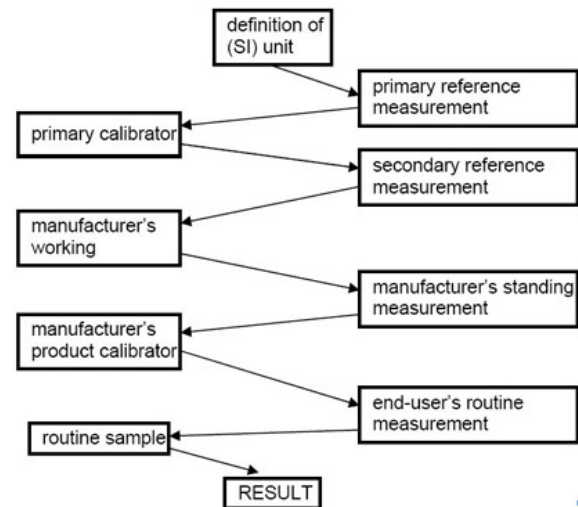 definition of
(SI) unit
primary reference
measurement
primary calibrator
secondary reference
measurement
manufacturer's
working
manufacturer's standing
measurement
manufacturer's
product calibrator
end-user's routine
measurement
routine sample
RESULT